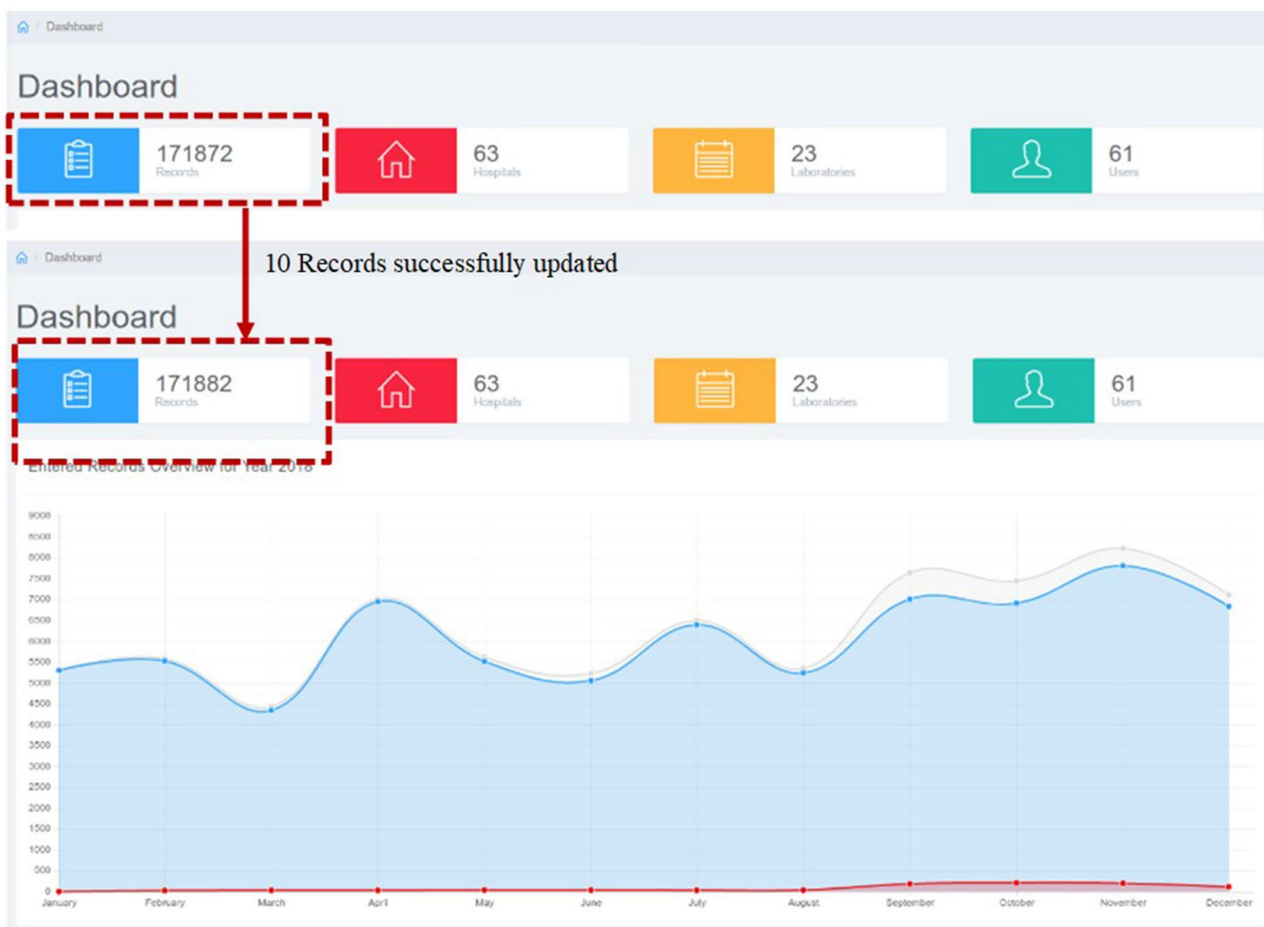 / Dashboard
Dashboard
171872
Records
63
Hospitals
23
Laboratories
61
Users
/ Dashboard
10 Records successfully updated
Dashboard
171882
Records
63
Hospitals
23
Laboratories
61
Users
Entered Records Overview for Year 2018
9000
8500
8000
7500
7000
6500
6000
5500
5000
4500
4000
3500
3000
2500
2000
1500
1000
500
0
January February March April May June July August September October November December